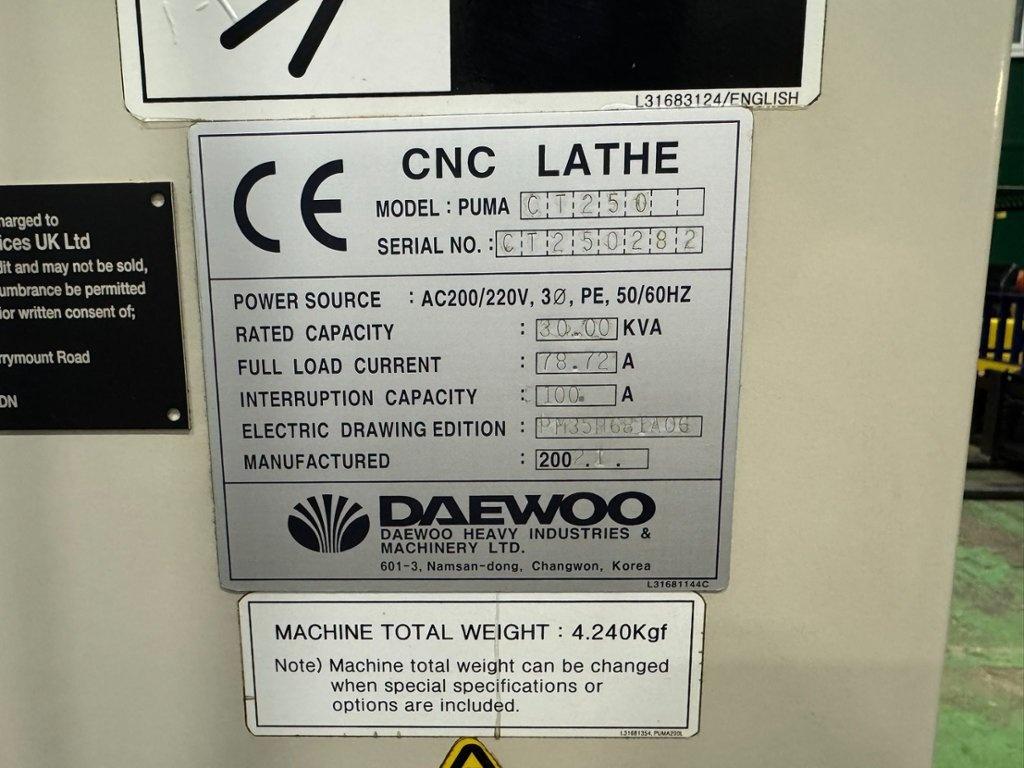 L31683124/ENGLISH
CE
CNC LATHE
MODEL : PUMA CT250
SERIAL NO. : CT250282
POWER SOURCE : AC200/220V, 3Ø, PE, 50/60HZ
RATED CAPACITY : 30.00 KVA
FULL LOAD CURRENT : 78.72 A
INTERRUPTION CAPACITY : 100. A
ELECTRIC DRAWING EDITION :
MANUFACTURED :
DAEWOO
DAEWOO HEAVY INDUSTRIES &
MACHINERY LTD.
601-3, Namsan-dong, Changwon, Korea
L31681144C
MACHINE TOTAL WEIGHT : 4.240Kgf
Note) Machine total weight can be changed
when special specifications or
options are included.
L31681354, PUMA200L
harged to
ices UK Ltd
dit and may not be sold,
umbrance be permitted
ior written consent of;
rrymount Road
DN